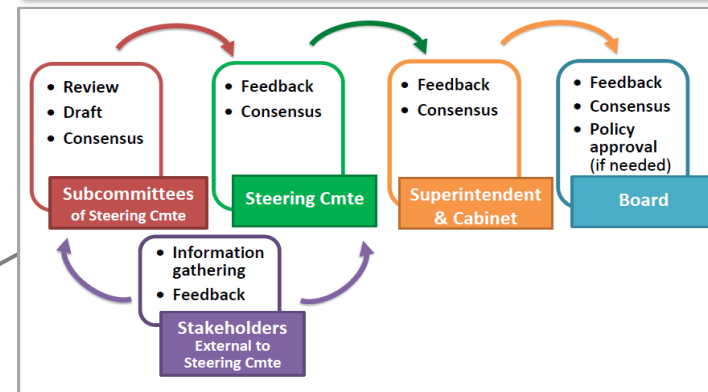 • Review
• Draft
• Consensus
Subcommittees
of Steering Cmte
• Feedback
• Consensus
Steering Cmte
• Feedback
• Consensus
Superintendent
& Cabinet
• Feedback
• Consensus
• Policy
approval
(if needed)
Board
• Information
gathering
• Feedback
Stakeholders
External to
Steering Cmte